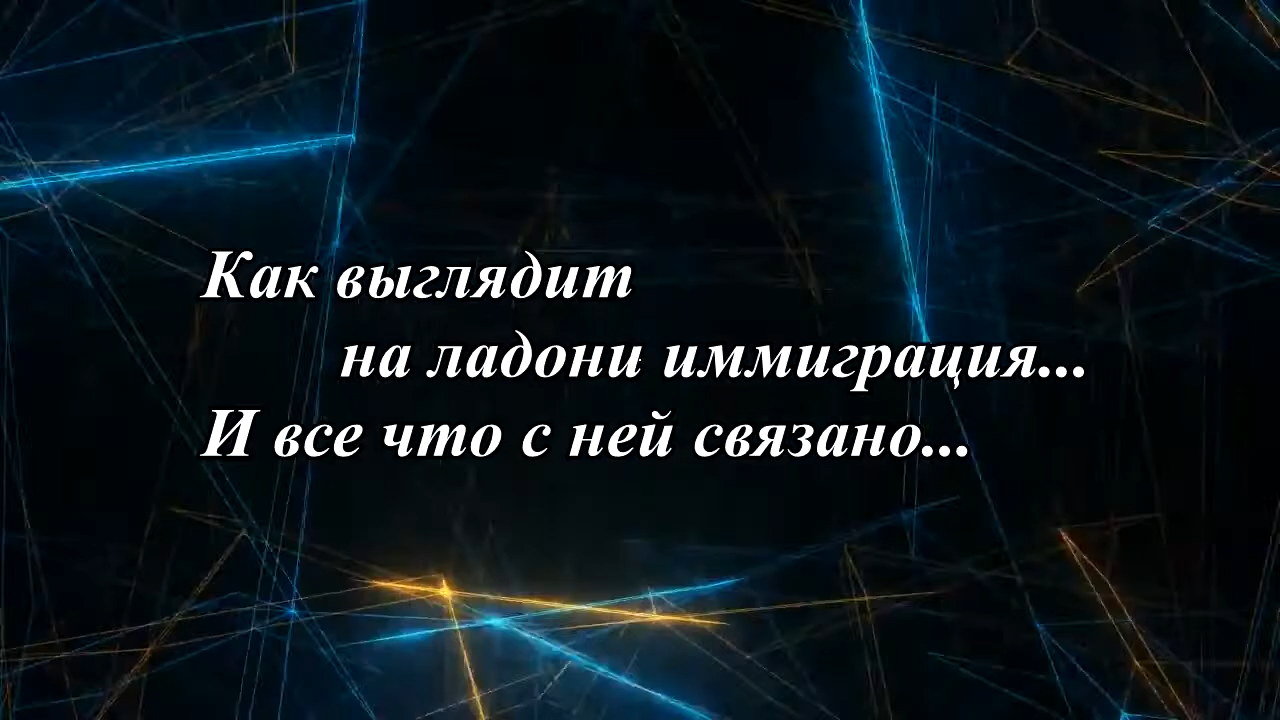 Как выглядит
на ладони иммиграция...
И все что с ней связано...